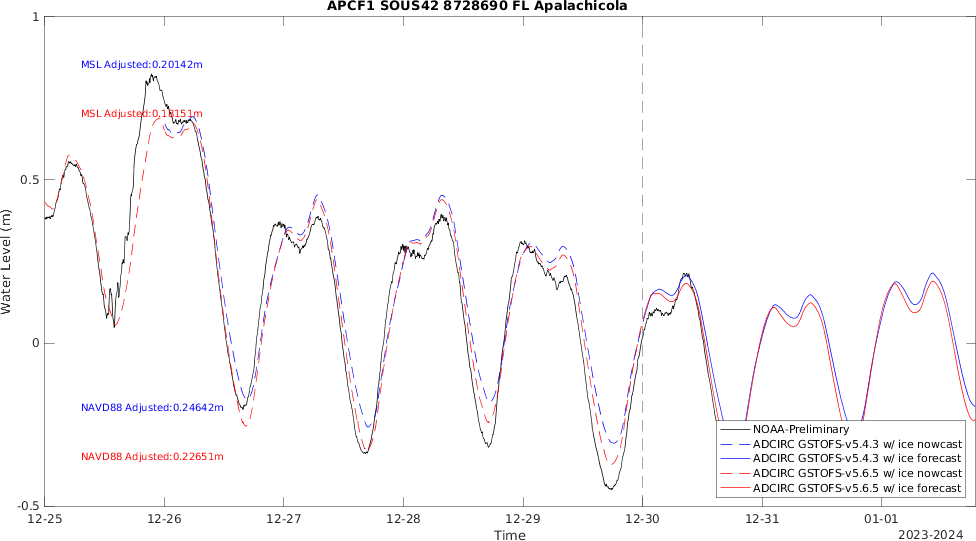 APCF1 SOUS42 8728690 FL Apalachicola
1
0.5
0
-0.5
Water Level (m)
MSL Adjusted:0.20142m
MSL Adjusted:0.18151m
NAVD88 Adjusted:0.24642m
NAVD88 Adjusted:0.22651m
NOAA-Preliminary
ADCIRC GSTOFS-v5.4.3 w/ ice nowcast
ADCIRC GSTOFS-v5.4.3 w/ ice forecast
ADCIRC GSTOFS-v5.6.5 w/ ice nowcast
ADCIRC GSTOFS-v5.6.5 w/ ice forecast
12-25 12-26 12-27 12-28 12-29 12-30 12-31 01-01
Time
2023-2024